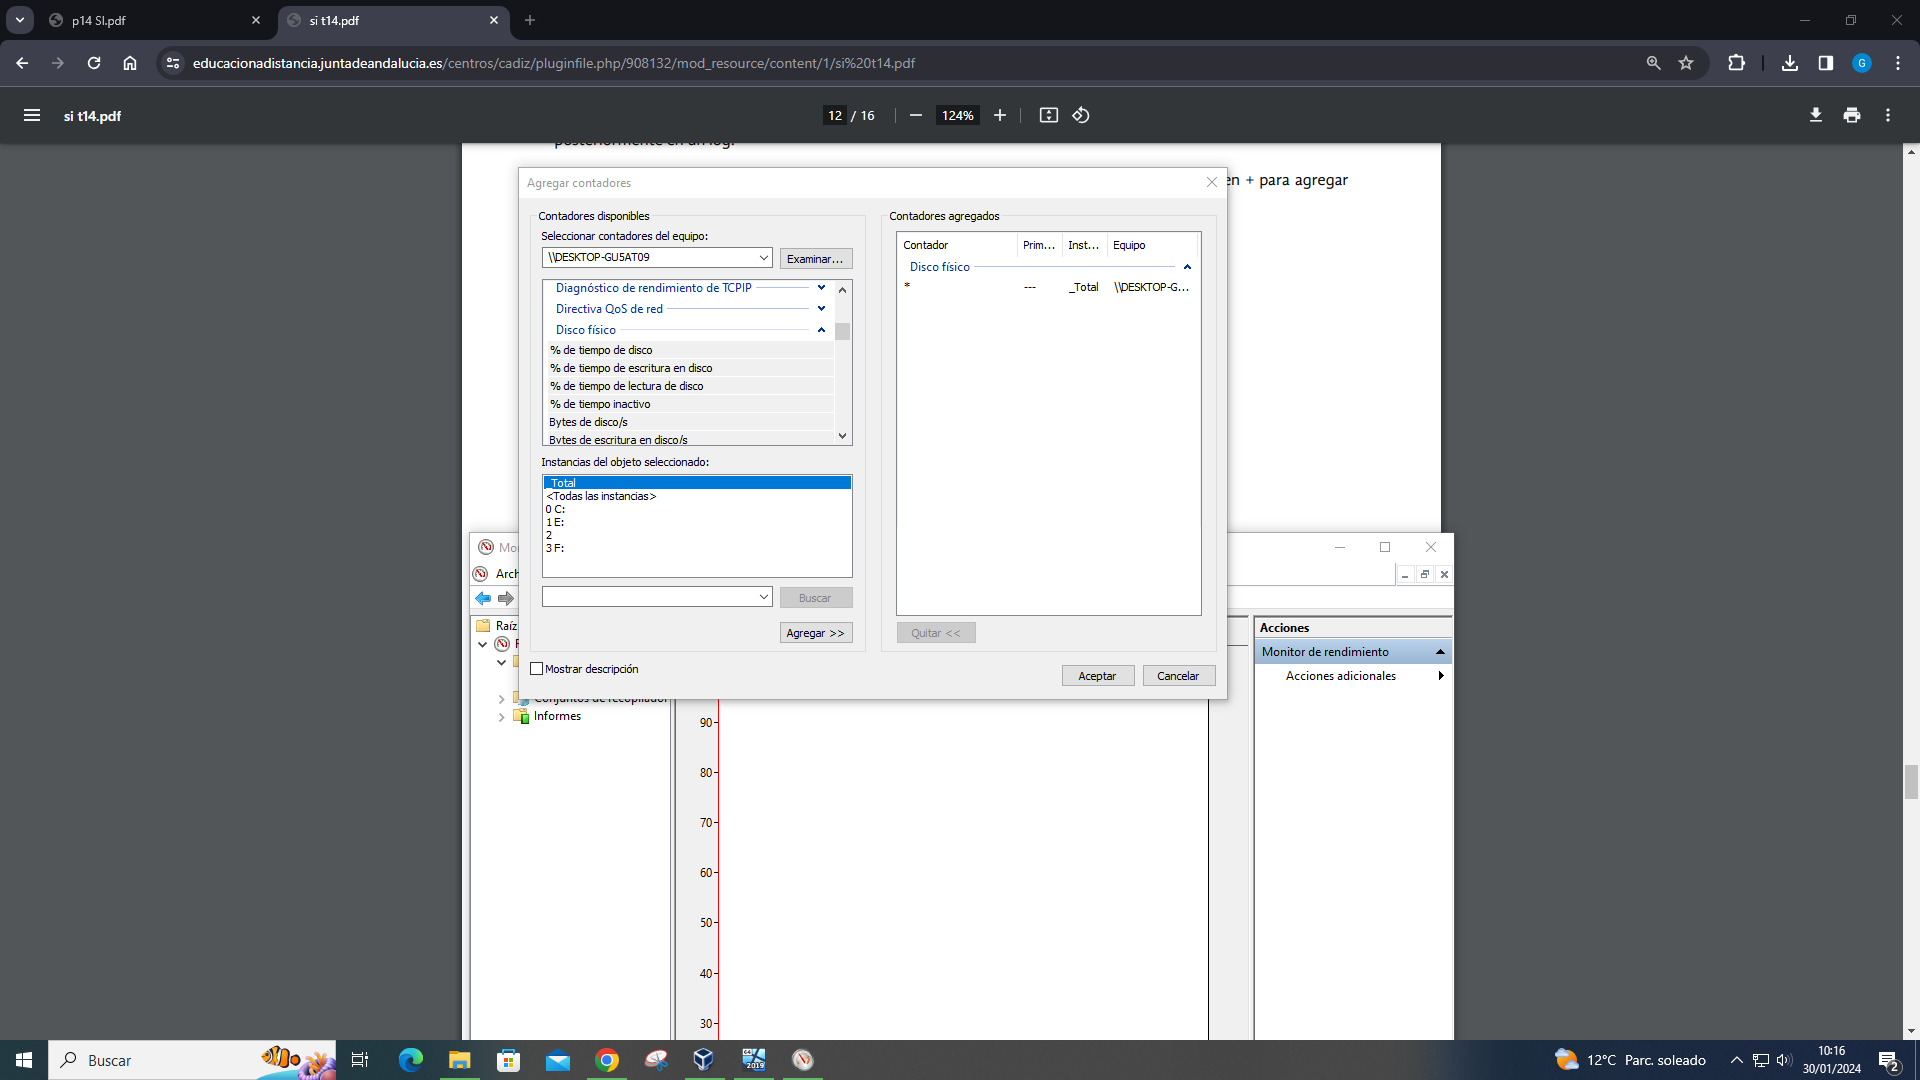 p14 SI.pdf
si t14.pdf
educacionadistancia.juntadeandalucia.es/centros/cadiz/pluginfile.php/908132/mod_resource/content/1/si%20t14.pdf
G
si t14.pdf
12 / 16
124%
posteriormente en un log.
en + para agregar
Agregar contadores
Contadores disponibles
Seleccionar contadores del equipo:
\\DESKTOP-GU5AT09
Examinar...
Diagnóstico de rendimiento de TCPIP
Directiva QoS de red
Disco físico
% de tiempo de disco
% de tiempo de escritura en disco
% de tiempo de lectura de disco
% de tiempo inactivo
Bytes de disco/s
Bytes de escritura en disco/s
Instancias del objeto seleccionado:
_Total
<Todas las instancias>
0 C:
1 E:
2
3 F:
Buscar
Agregar >>
Mostrar descripción
Contadores agregados
Contador Prim... Inst... Equipo
Disco físico
* --- _Total \\DESKTOP-G...
Quitar <<
Aceptar
Cancelar
Mo
Arch
Raíz
Conjuntos de recopilador
Informes
90
80
70
60
50
40
30
Acciones
Monitor de rendimiento
Acciones adicionales
Buscar
64
2019
12°C Parc. soleado
10:16
30/01/2024
2